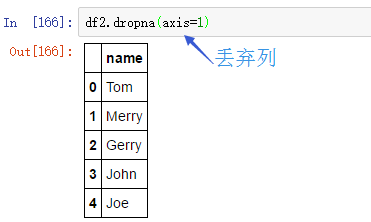 In [166]: df2.dropna(axis=1)
丢弃列
Out[166]:
name
0 Tom
1 Merry
2 Gerry
3 John
4 Joe